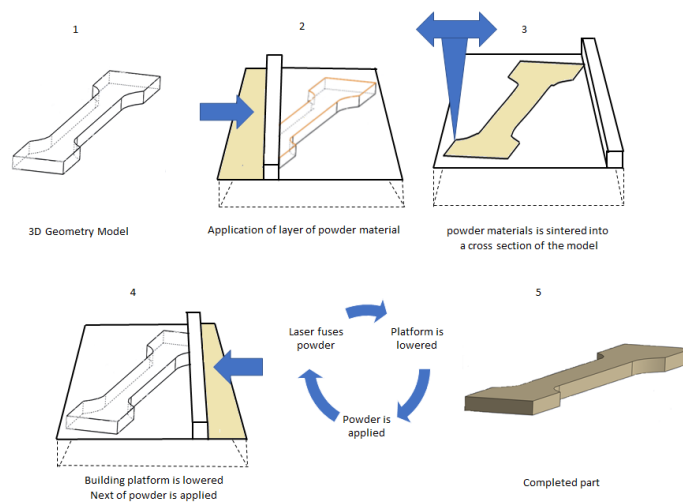 1
2
3
3D Geometry Model
Application of layer of powder material
powder materials is sintered into
a cross section of the model
4
5
Laser fuses
powder
Platform is
lowered
Powder is
applied
Building platform is lowered
Next of powder is applied
Completed part